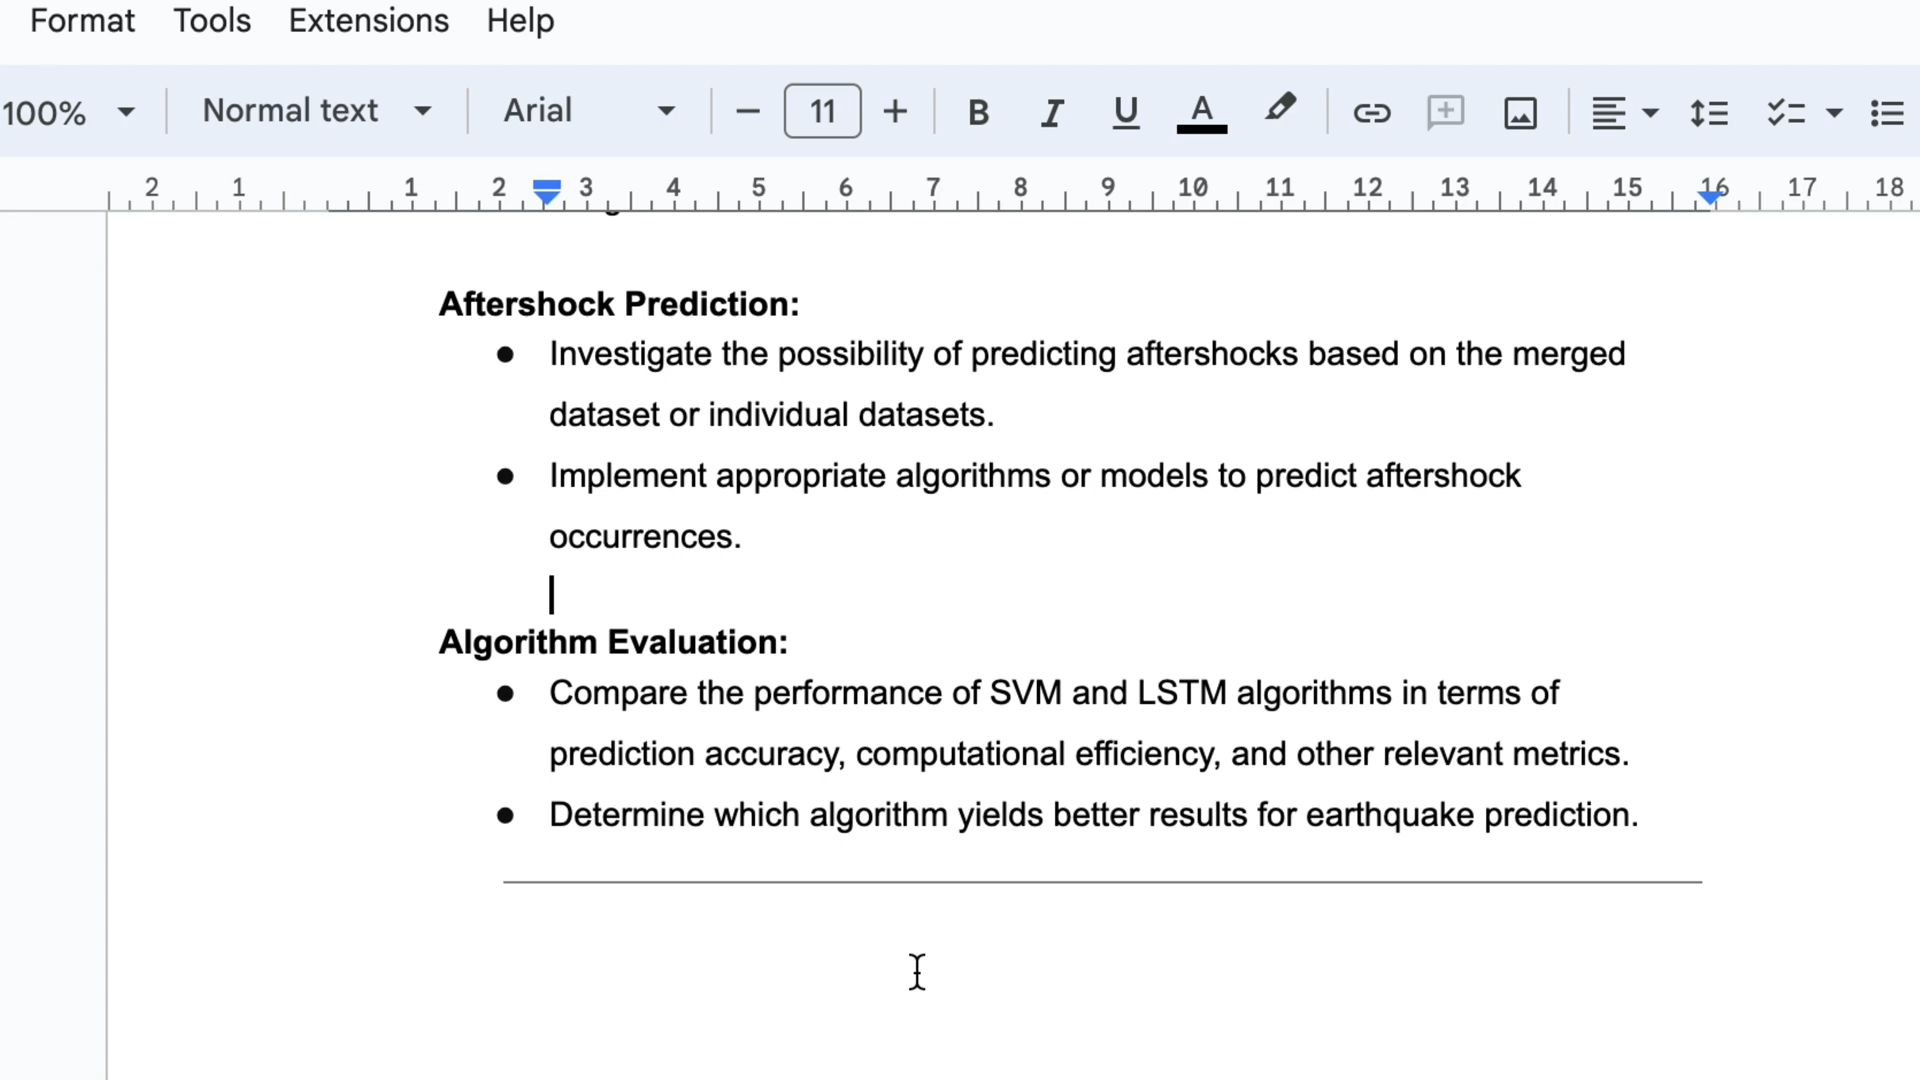 Format Tools Extensions Help
100% Normal text Arial 11 B I U A
2 1 1 2 3 4 5 6 7 8 9 10 11 12 13 14 15 16 17 18
Aftershock Prediction:
● Investigate the possibility of predicting aftershocks based on the merged
dataset or individual datasets.
● Implement appropriate algorithms or models to predict aftershock
occurrences.
Algorithm Evaluation:
● Compare the performance of SVM and LSTM algorithms in terms of
prediction accuracy, computational efficiency, and other relevant metrics.
● Determine which algorithm yields better results for earthquake prediction.